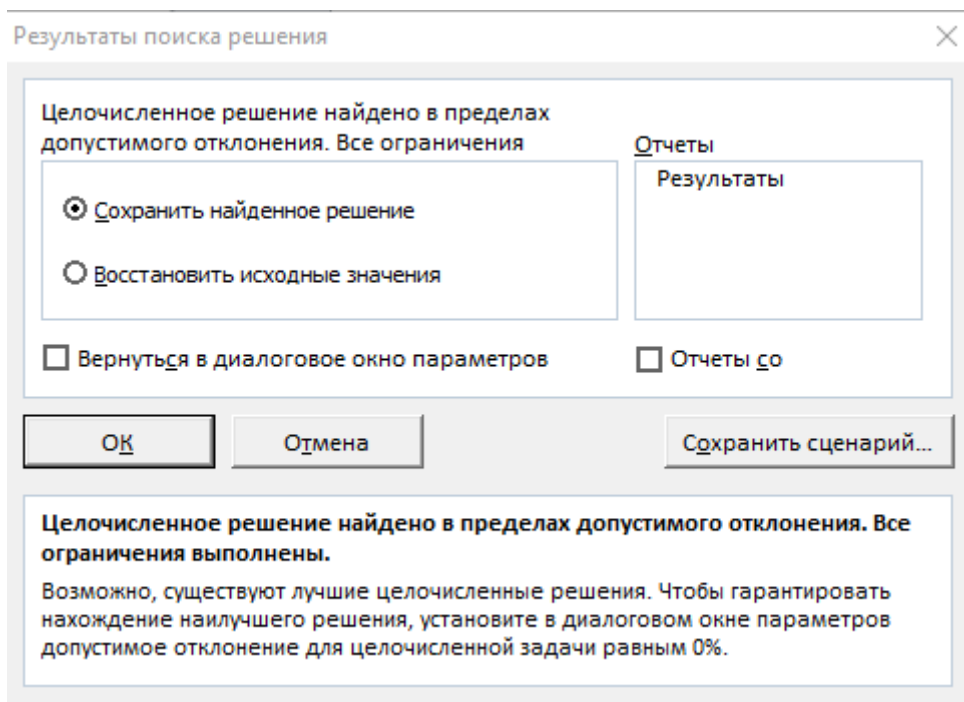 Результаты поиска решения
Целочисленное решение найдено в пределах
допустимого отклонения. Все ограничения
Отчеты
Результаты
Сохранить найденное решение
Восстановить исходные значения
Вернуться в диалоговое окно параметров
Отчеты со
ОК
Отмена
Сохранить сценарий...
Целочисленное решение найдено в пределах допустимого отклонения. Все
ограничения выполнены.
Возможно, существуют лучшие целочисленные решения. Чтобы гарантировать
нахождение наилучшего решения, установите в диалоговом окне параметров
допустимое отклонение для целочисленной задачи равным 0%.